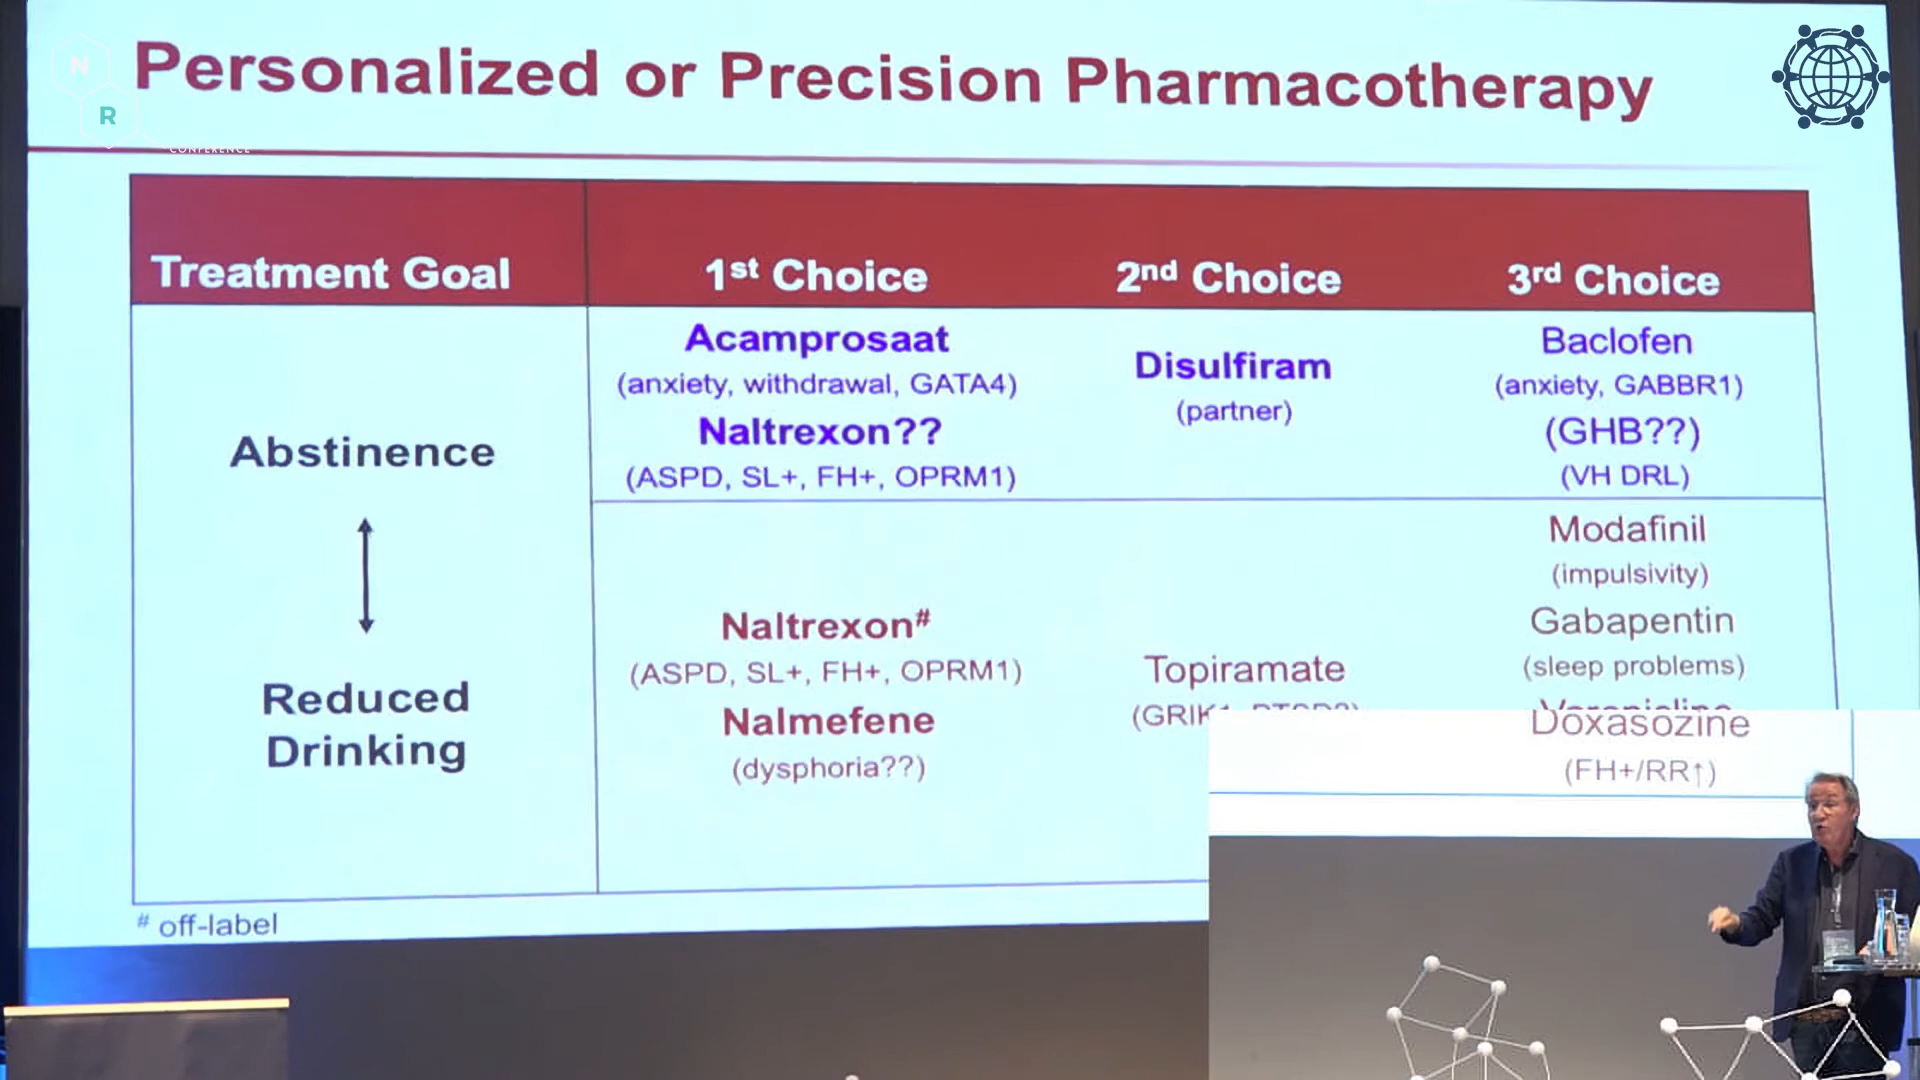 N
R
CONFERENCE
Personalized or Precision Pharmacotherapy
Treatment Goal
1st Choice
2nd Choice
3rd Choice
Abstinence
Acamprosaat
(anxiety, withdrawal, GATA4)
Naltrexon??
(ASPD, SL+, FH+, OPRM1)
Disulfiram
(partner)
Baclofen
(anxiety, GABBR1)
(GHB??)
(VH DRL)
Reduced
Drinking
Naltrexon#
(ASPD, SL+, FH+, OPRM1)
Nalmefene
(dysphoria??)
Topiramate
Modafinil
(impulsivity)
Gabapentin
(sleep problems)
Doxasozine
(FH+/RR↑)
# off-label